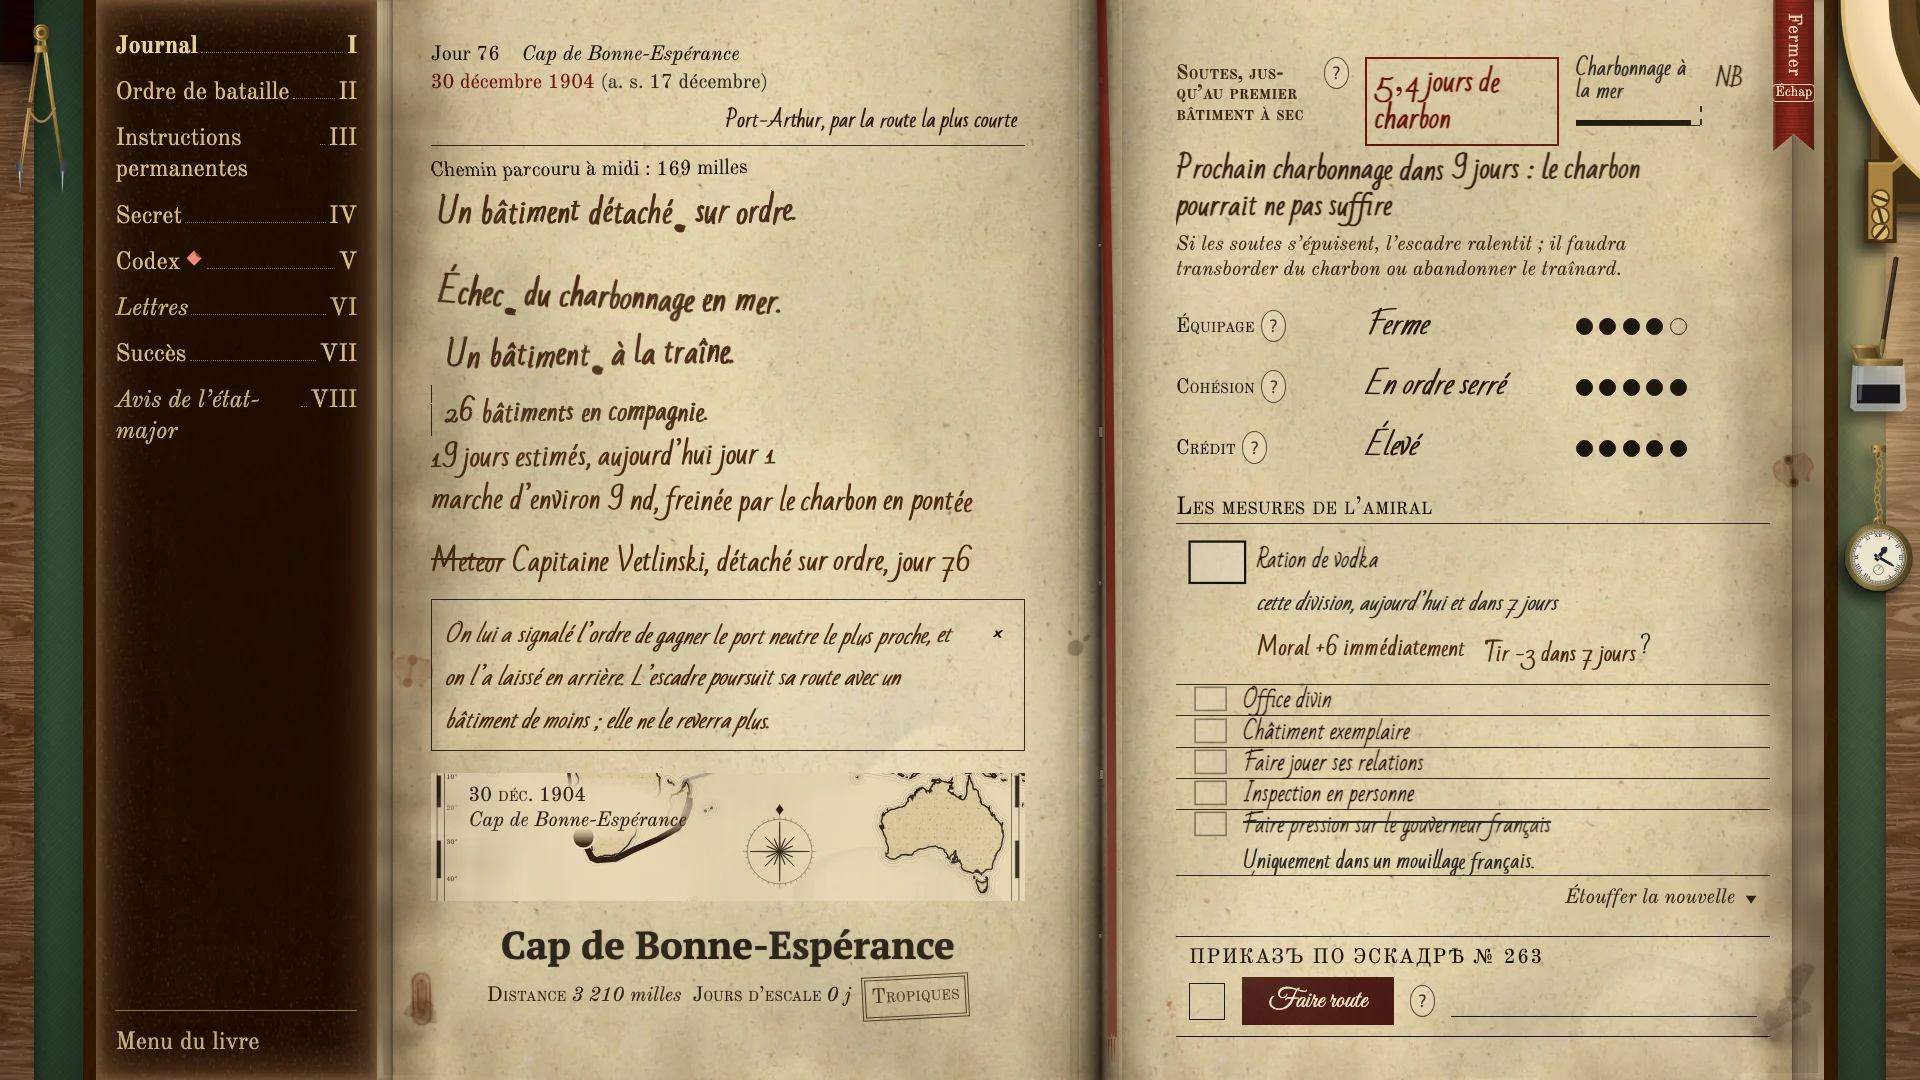 Journal I
Ordre de bataille II
Instructions permanentes III
Secret IV
Codex V
Lettres VI
Succès VII
Avis de l'état-major VIII
Menu du livre
Jour 76 Cap de Bonne-Espérance
30 décembre 1904 (a. s. 17 décembre)
Port-Arthur, par la route la plus courte
Chemin parcouru à midi : 169 milles
Un bâtiment détaché sur ordre.
Échec du charbonnage en mer.
Un bâtiment à la traîne.
26 bâtiments en compagnie.
19 jours estimés, aujourd'hui jour 1
marche d'environ 9 nd, freinée par le charbon en pontée
Meteor Capitaine Vetlinski, détaché sur ordre, jour 76
On lui a signalé l'ordre de gagner le port neutre le plus proche, et
on l'a laissé en arrière. L'escadre poursuit sa route avec un
bâtiment de moins ; elle ne le reverra plus.
×
10°
20°
30°
40°
30 déc. 1904
Cap de Bonne-Espérance
Cap de Bonne-Espérance
Distance 3 210 milles Jours d'escale 0 j Tropiques
Soutes, jus-
qu'au premier
bâtiment à sec
?
5,4 jours de
charbon
Charbonnage à
la mer
NB
Prochain charbonnage dans 9 jours : le charbon
pourrait ne pas suffire
Si les soutes s'épuisent, l'escadre ralentit ; il faudra
transborder du charbon ou abandonner le traînard.
Équipage ? Ferme
Cohésion ? En ordre serré
Crédit ? Élevé
Les mesures de l'amiral
Ration de vodka
cette division, aujourd'hui et dans 7 jours
Moral +6 immédiatement Tir -3 dans 7 jours ?
Office divin
Châtiment exemplaire
Faire jouer ses relations
Inspection en personne
Faire pression sur le gouverneur français
Uniquement dans un mouillage français.
Étouffer la nouvelle ▼
ПРИКАЗЪ ПО ЭСКАДРѢ № 263
Faire route ?
Fermer
Échap